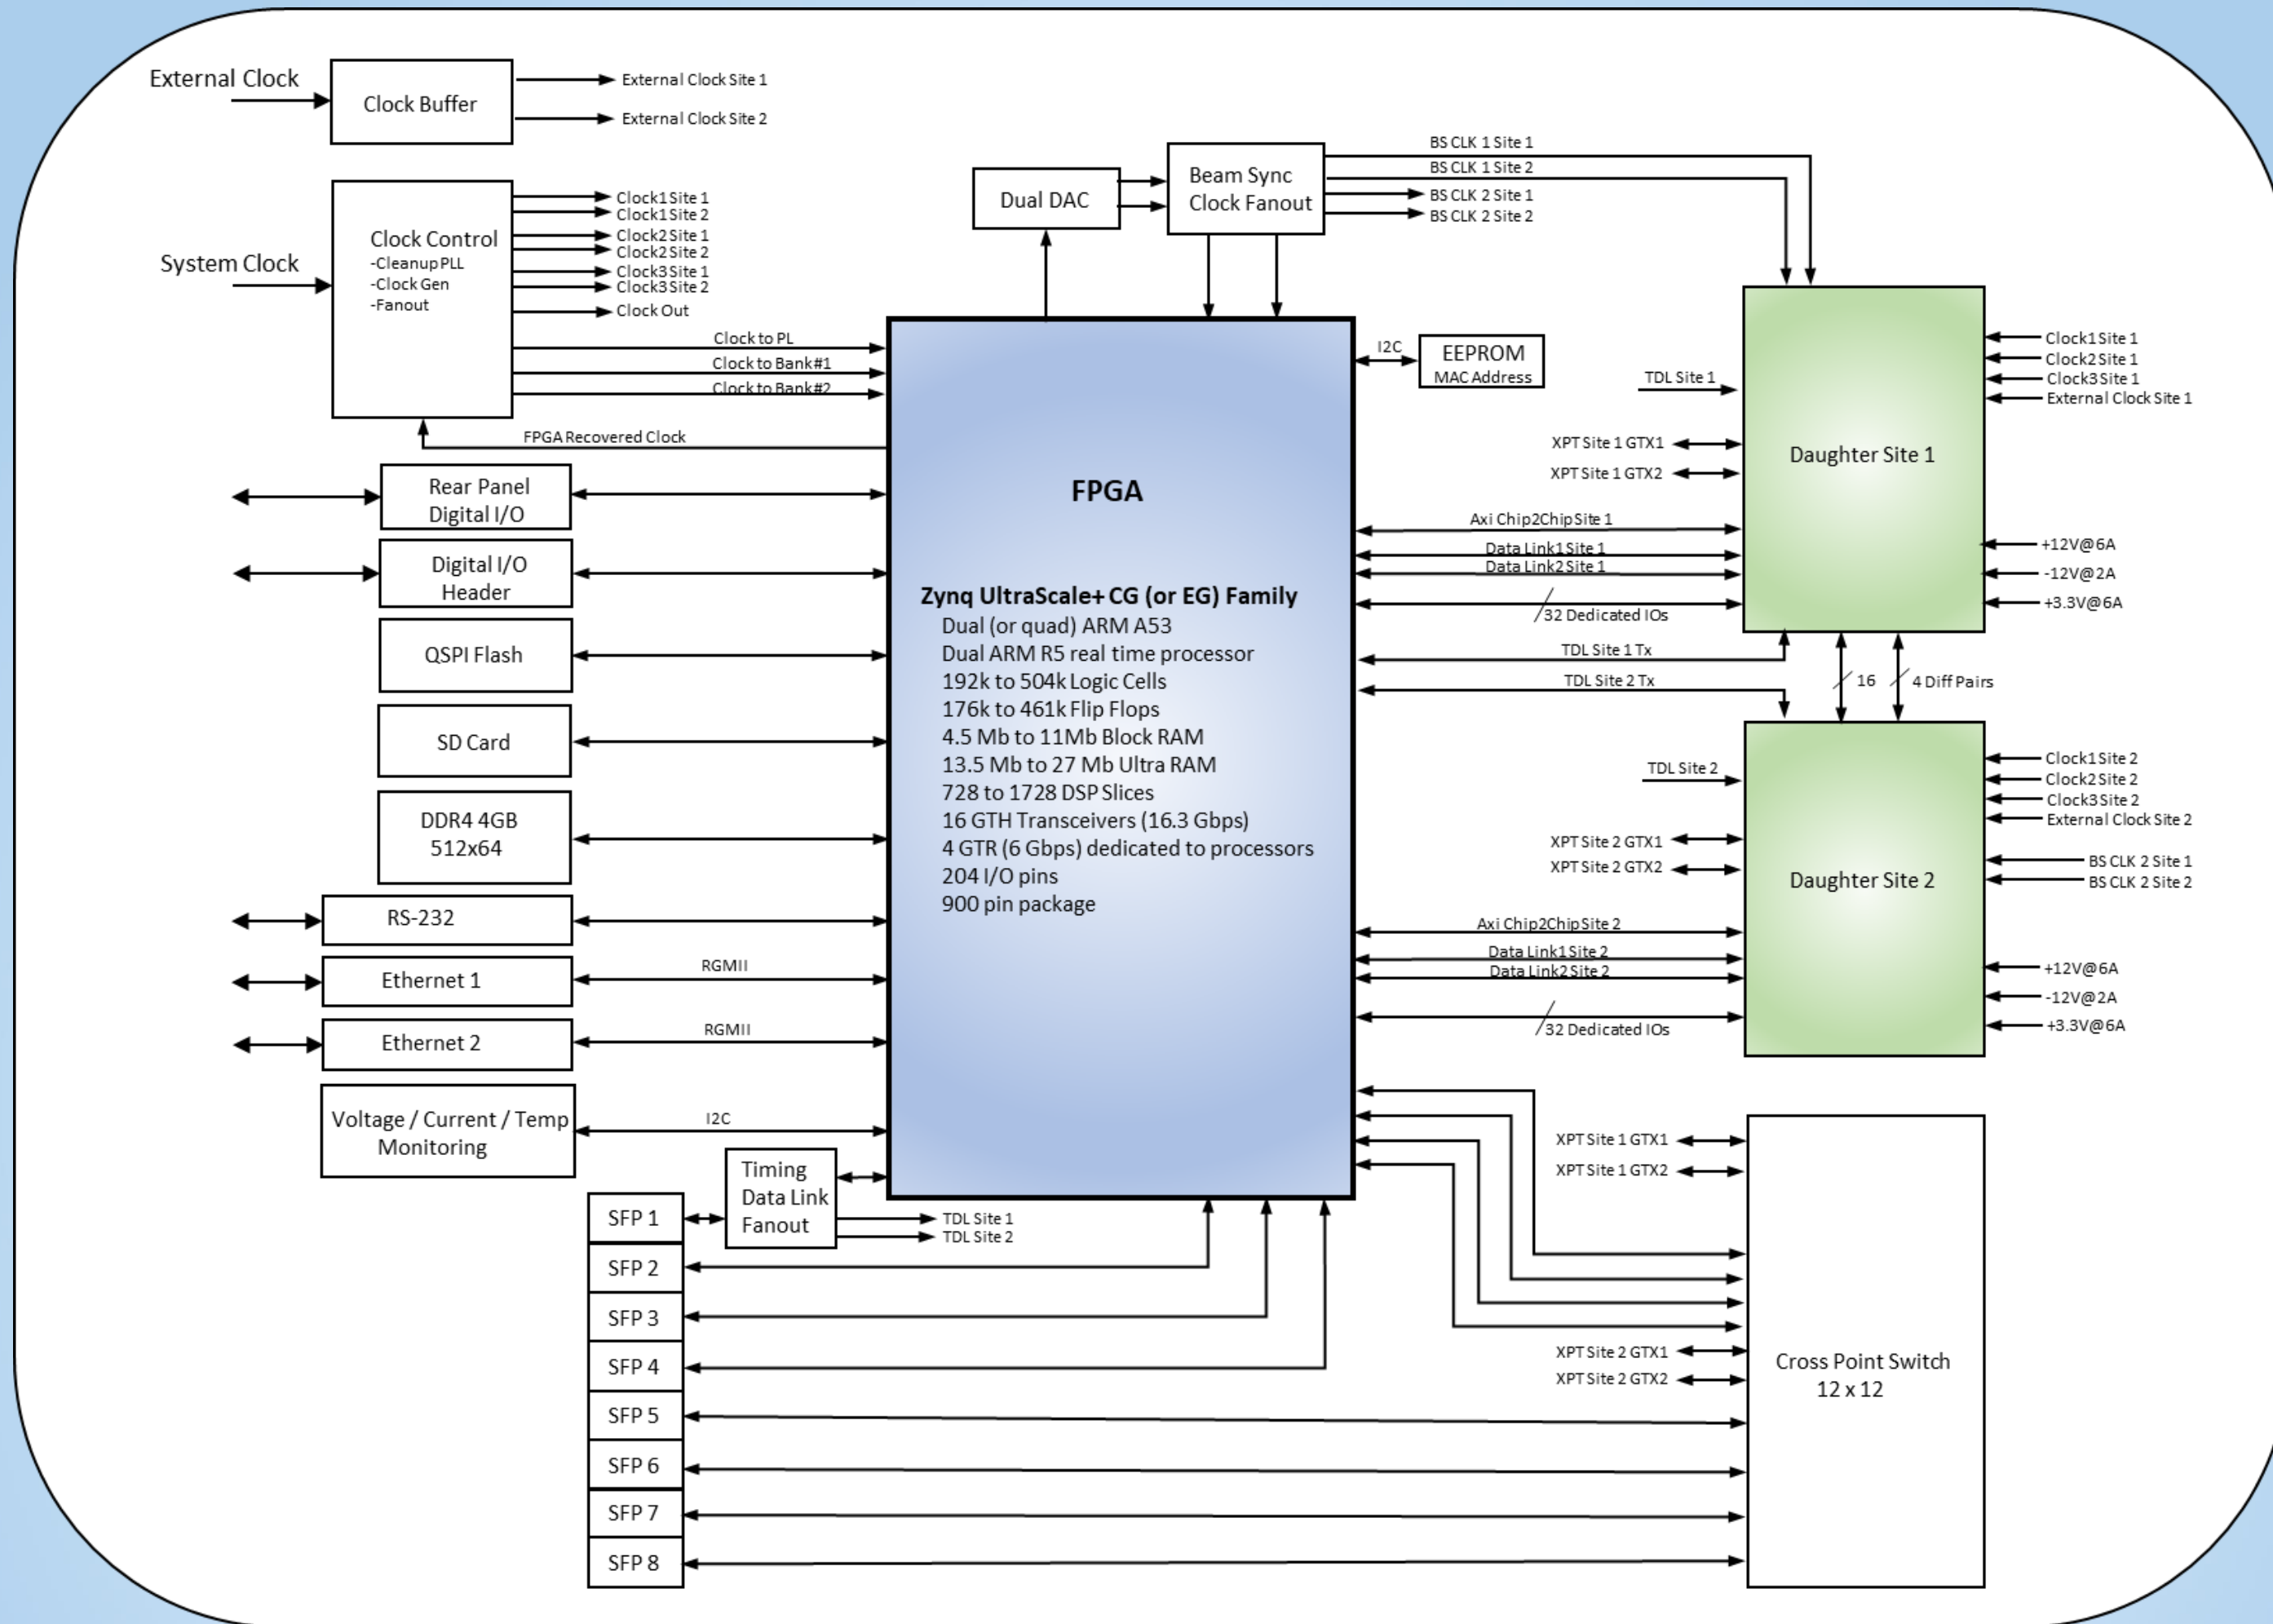 External Clock
Clock Buffer
External Clock Site 1
External Clock Site 2
System Clock
Clock Control
-Cleanup PLL
-Clock Gen
-Fanout
Clock1 Site 1
Clock1 Site 2
Clock2 Site 1
Clock2 Site 2
Clock3 Site 1
Clock3 Site 2
Clock Out
Clock to PL
Clock to Bank#1
Clock to Bank#2
FPGA Recovered Clock
Dual DAC
Beam Sync
Clock Fanout
BS CLK 1 Site 1
BS CLK 1 Site 2
BS CLK 2 Site 1
BS CLK 2 Site 2
I2C
EEPROM
MAC Address
Rear Panel
Digital I/O
Digital I/O
Header
QSPI Flash
SD Card
DDR4 4GB
512x64
RS-232
Ethernet 1
RGMII
Ethernet 2
RGMII
Voltage / Current / Temp
Monitoring
I2C
Timing
Data Link
Fanout
TDL Site 1
TDL Site 2
SFP 1
SFP 2
SFP 3
SFP 4
SFP 5
SFP 6
SFP 7
SFP 8
FPGA
Zynq UltraScale+ CG (or EG) Family
Dual (or quad) ARM A53
Dual ARM R5 real time processor
192k to 504k Logic Cells
176k to 461k Flip Flops
4.5 Mb to 11Mb Block RAM
13.5 Mb to 27 Mb Ultra RAM
728 to 1728 DSP Slices
16 GTH Transceivers (16.3 Gbps)
4 GTR (6 Gbps) dedicated to processors
204 I/O pins
900 pin package
TDL Site 1
XPT Site 1 GTX1
XPT Site 1 GTX2
Axi Chip2Chip Site 1
Data Link1 Site 1
Data Link2 Site 1
32 Dedicated IOs
TDL Site 1 Tx
TDL Site 2 Tx
Daughter Site 1
Clock1 Site 1
Clock2 Site 1
Clock3 Site 1
External Clock Site 1
+12V@6A
-12V@2A
+3.3V@6A
16
4 Diff Pairs
TDL Site 2
XPT Site 2 GTX1
XPT Site 2 GTX2
Axi Chip2Chip Site 2
Data Link1 Site 2
Data Link2 Site 2
32 Dedicated IOs
Daughter Site 2
Clock1 Site 2
Clock2 Site 2
Clock3 Site 2
External Clock Site 2
BS CLK 2 Site 1
BS CLK 2 Site 2
+12V@6A
-12V@2A
+3.3V@6A
XPT Site 1 GTX1
XPT Site 1 GTX2
XPT Site 2 GTX1
XPT Site 2 GTX2
Cross Point Switch
12 x 12